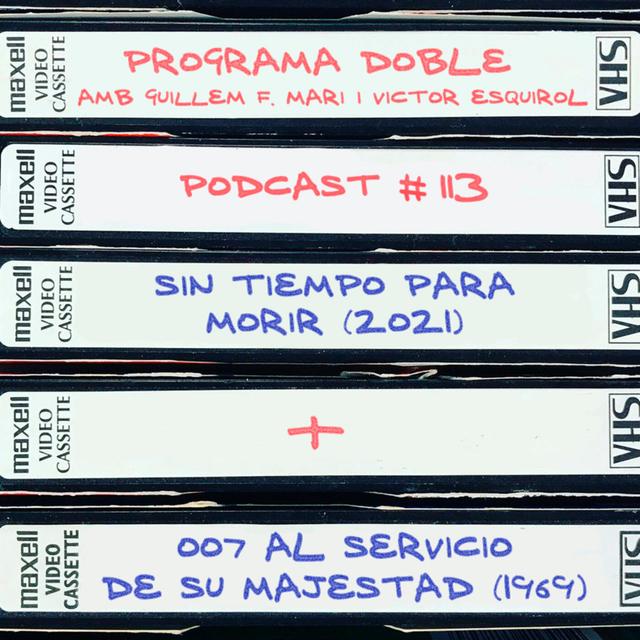 maxell
VIDEO
CASSETTE
PROGRAMA DOBLE
AMB GUILLEM F. MARI I VICTOR ESQUIROL
VHS
maxell
VIDEO
CASSETTE
PODCAST #113
VHS
maxell
VIDEO
CASSETTE
SIN TIEMPO PARA
MORIR (2021)
VHS
maxell
VIDEO
CASSETTE
+
VHS
maxell
VIDEO
CASSETTE
007 AL SERVICIO
DE SU MAJESTAD (1969)
VHS